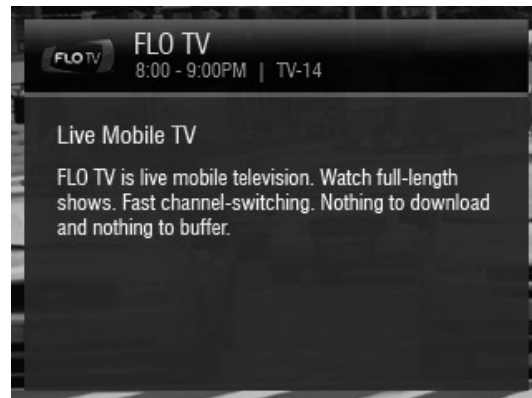 FLO TV
FLO TV
8:00 - 9:00PM | TV-14
Live Mobile TV
FLO TV is live mobile television. Watch full-length
shows. Fast channel-switching. Nothing to download
and nothing to buffer.